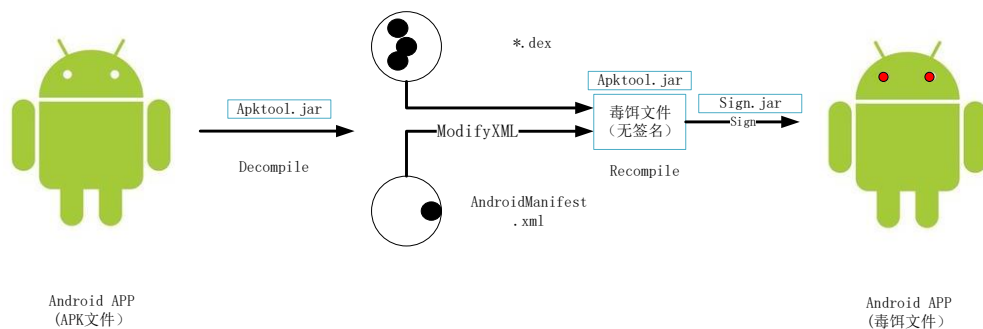 *.dex
Apktool.jar
Decompile
ModifyXML
AndroidManifest
.xml
Apktool.jar
毒饵文件
（无签名）
Recompile
Sign.jar
Sign
Android APP
(APK文件）
Android APP
(毒饵文件）